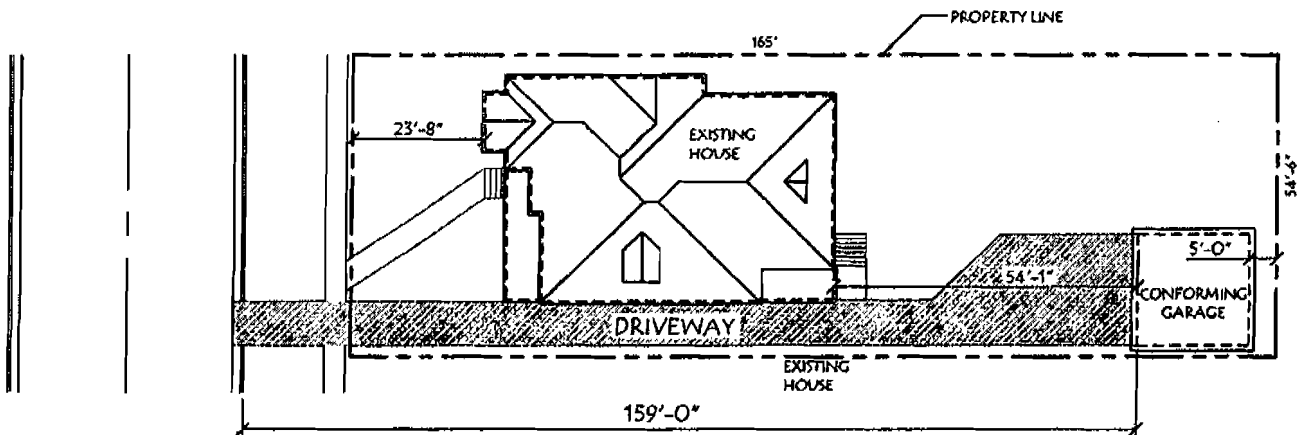 PROPERTY LINE
165'
23'-8"
EXISTING
HOUSE
54'-6"
5'-0"
54'-1"
CONFORMING
GARAGE
DRIVEWAY
EXISTING
HOUSE
159'-0"